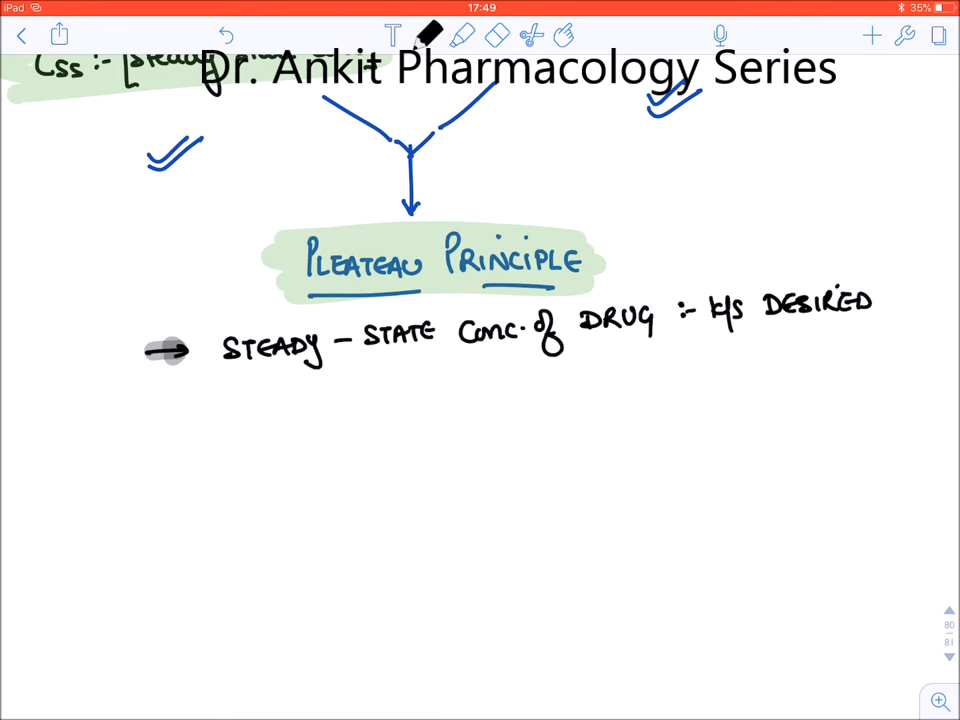 iPad 17:49 35%
T
Css :- [Steady
Dr. Ankit Pharmacology Series
PLEATEAU PRINCIPLE
→ STEADY - STATE Conc. of DRUG :- k/s DESIRED
80
81